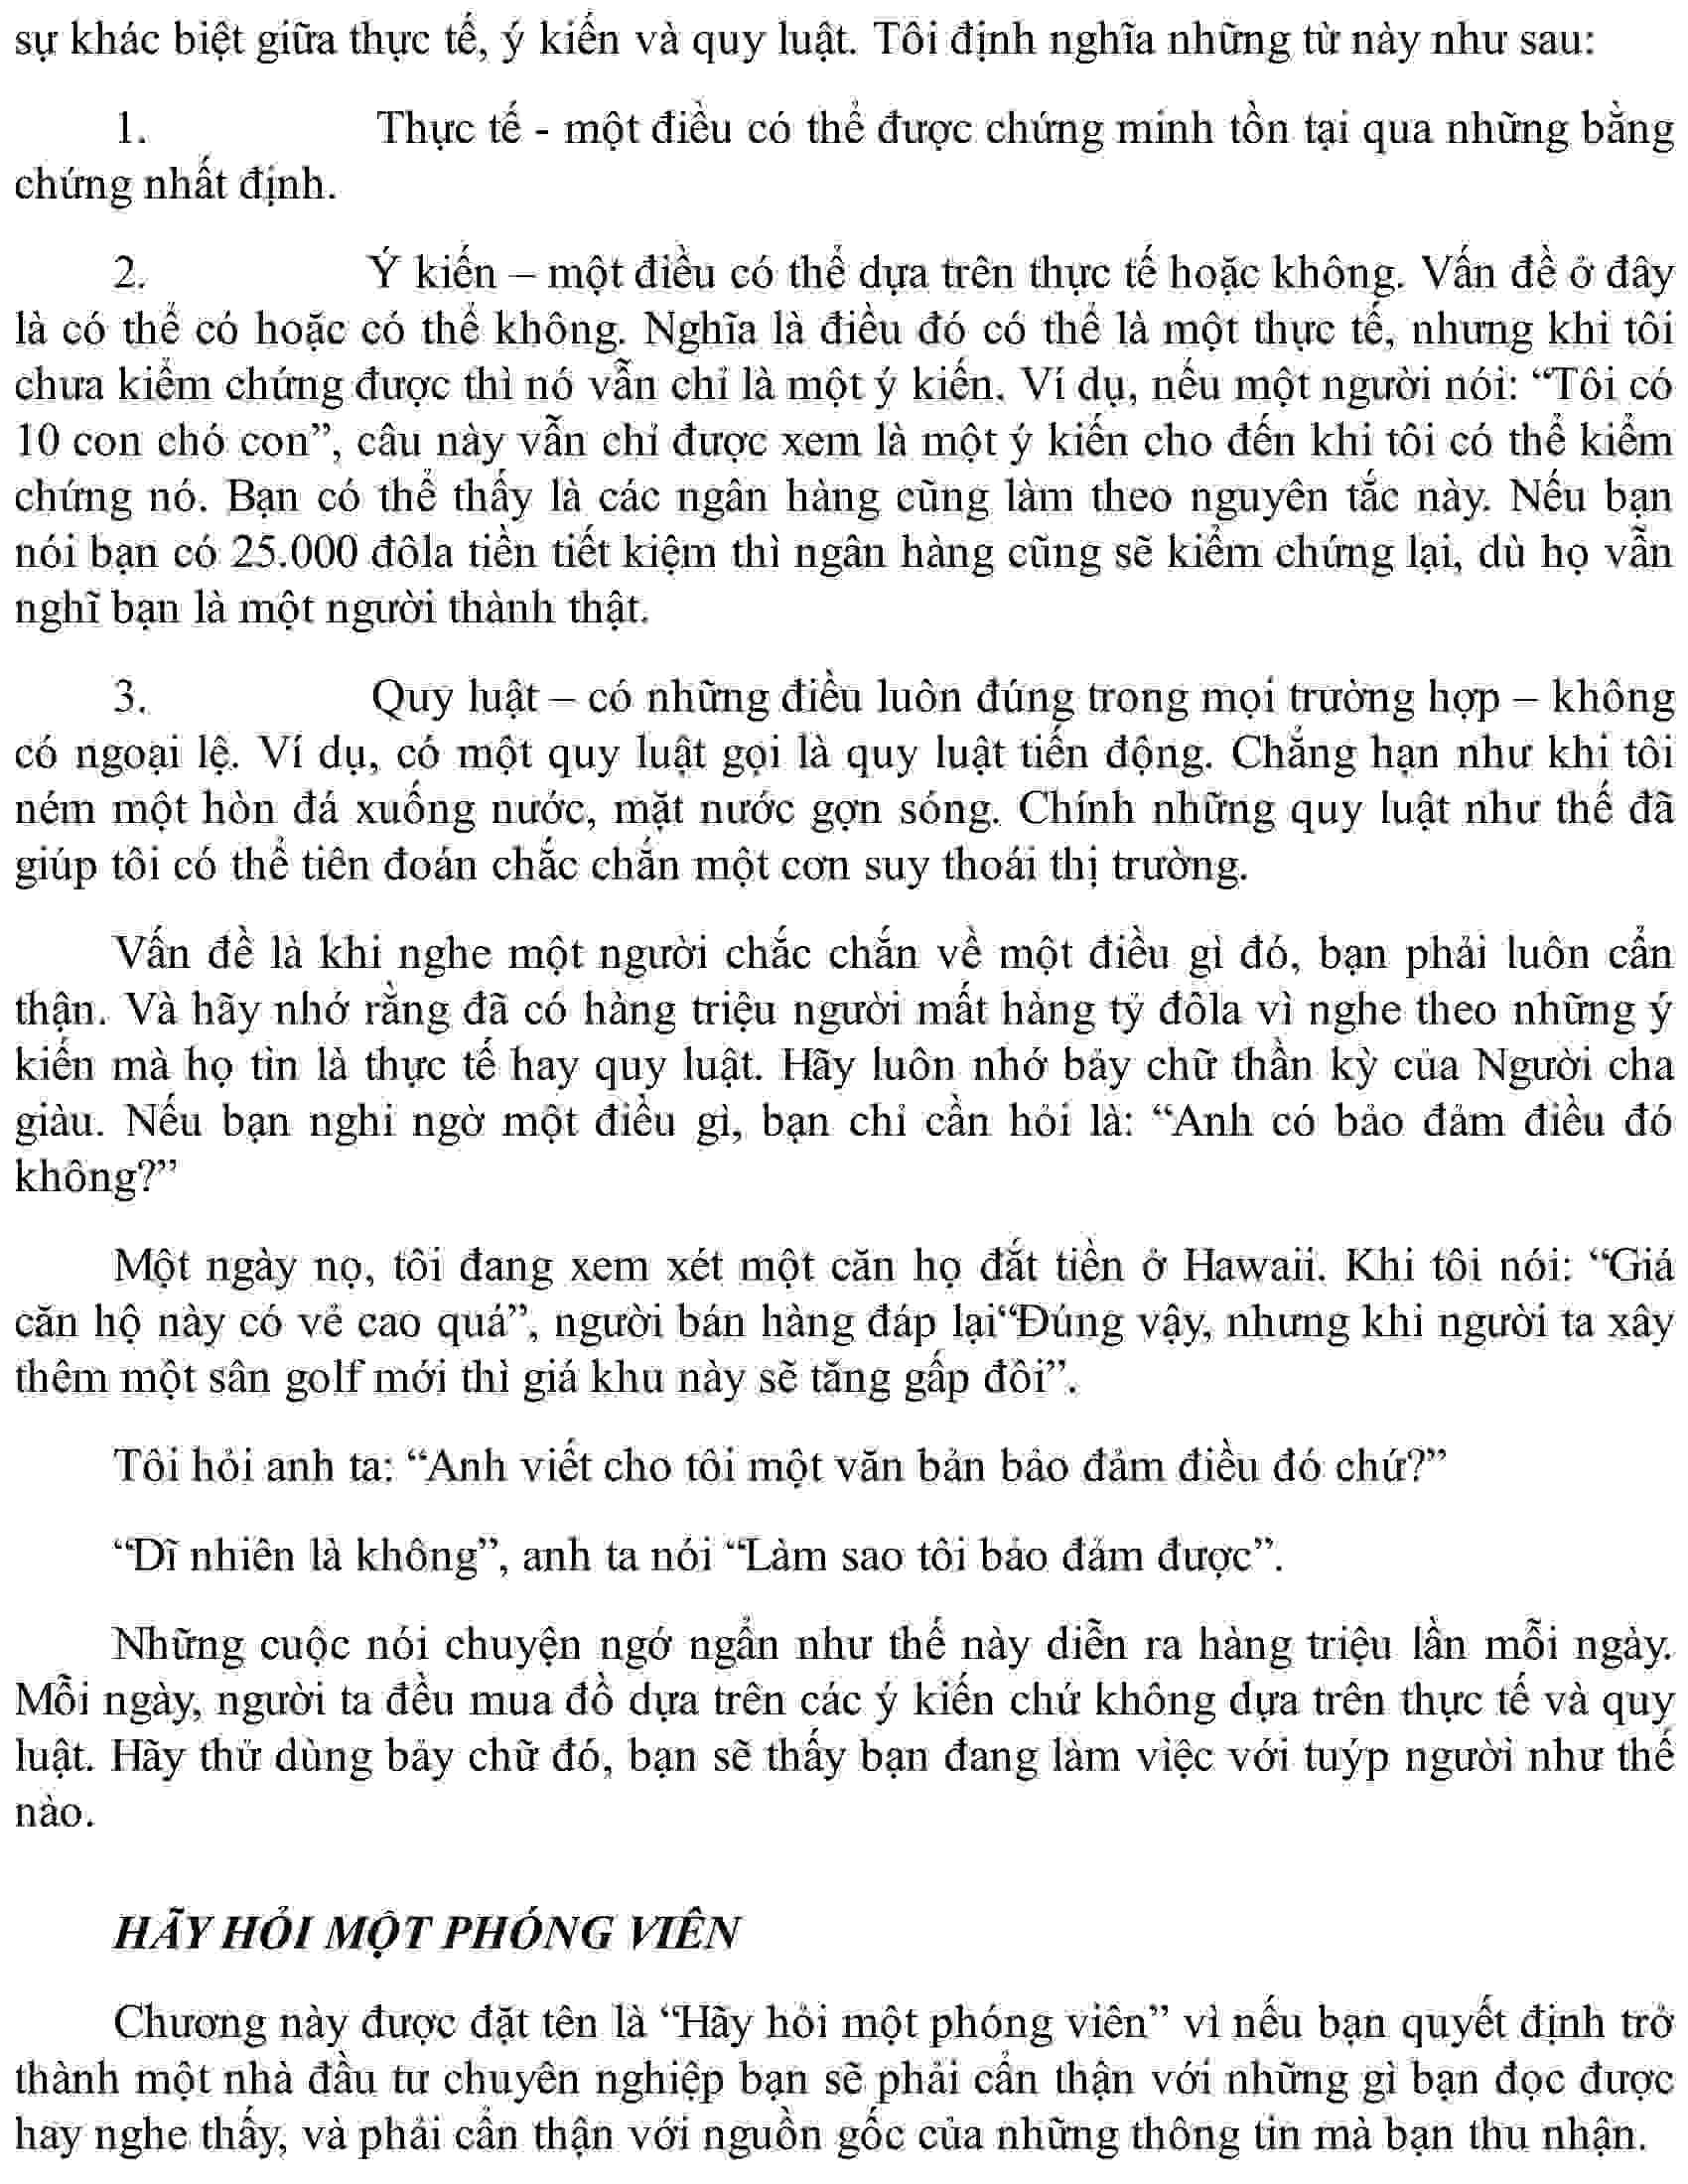 sự khác biệt giữa thực tế, ý kiến và quy luật. Tôi định nghĩa những từ này như sau:
1. Thực tế - một điều có thể được chứng minh tồn tại qua những bằng
chứng nhất định.
2. Ý kiến – một điều có thể dựa trên thực tế hoặc không. Vấn đề ở đây
là có thể có hoặc có thể không. Nghĩa là điều đó có thể là một thực tế, nhưng khi tôi
chưa kiểm chứng được thì nó vẫn chỉ là một ý kiến. Ví dụ, nếu một người nói: “Tôi có
10 con chó con”, câu này vẫn chỉ được xem là một ý kiến cho đến khi tôi có thể kiểm
chứng nó. Bạn có thể thấy là các ngân hàng cũng làm theo nguyên tắc này. Nếu bạn
nói bạn có 25.000 đôla tiền tiết kiệm thì ngân hàng cũng sẽ kiểm chứng lại, dù họ vẫn
nghĩ bạn là một người thành thật.
3. Quy luật – có những điều luôn đúng trong mọi trường hợp – không
có ngoại lệ. Ví dụ, có một quy luật gọi là quy luật tiến động. Chẳng hạn như khi tôi
ném một hòn đá xuống nước, mặt nước gợn sóng. Chính những quy luật như thế đã
giúp tôi có thể tiên đoán chắc chắn một cơn suy thoái thị trường.
Vấn đề là khi nghe một người chắc chắn về một điều gì đó, bạn phải luôn cẩn
thận. Và hãy nhớ rằng đã có hàng triệu người mất hàng tỷ đôla vì nghe theo những ý
kiến mà họ tin là thực tế hay quy luật. Hãy luôn nhớ bảy chữ thần kỳ của Người cha
giàu. Nếu bạn nghi ngờ một điều gì, bạn chỉ cần hỏi là: “Anh có bảo đảm điều đó
không?”
Một ngày nọ, tôi đang xem xét một căn họ đắt tiền ở Hawaii. Khi tôi nói: “Giá
căn hộ này có vẻ cao quá”, người bán hàng đáp lại“Đúng vậy, nhưng khi người ta xây
thêm một sân golf mới thì giá khu này sẽ tăng gấp đôi”.
Tôi hỏi anh ta: “Anh viết cho tôi một văn bản bảo đảm điều đó chứ?”
“Dĩ nhiên là không”, anh ta nói “Làm sao tôi bảo đảm được”.
Những cuộc nói chuyện ngớ ngẩn như thế này diễn ra hàng triệu lần mỗi ngày.
Mỗi ngày, người ta đều mua đồ dựa trên các ý kiến chứ không dựa trên thực tế và quy
luật. Hãy thử dùng bảy chữ đó, bạn sẽ thấy bạn đang làm việc với tuýp người như thế
nào.
HÃY HỎI MỘT PHÓNG VIÊN
Chương này được đặt tên là “Hãy hỏi một phóng viên” vì nếu bạn quyết định trở
thành một nhà đầu tư chuyên nghiệp bạn sẽ phải cẩn thận với những gì bạn đọc được
hay nghe thấy, và phải cẩn thận với nguồn gốc của những thông tin mà bạn thu nhận.